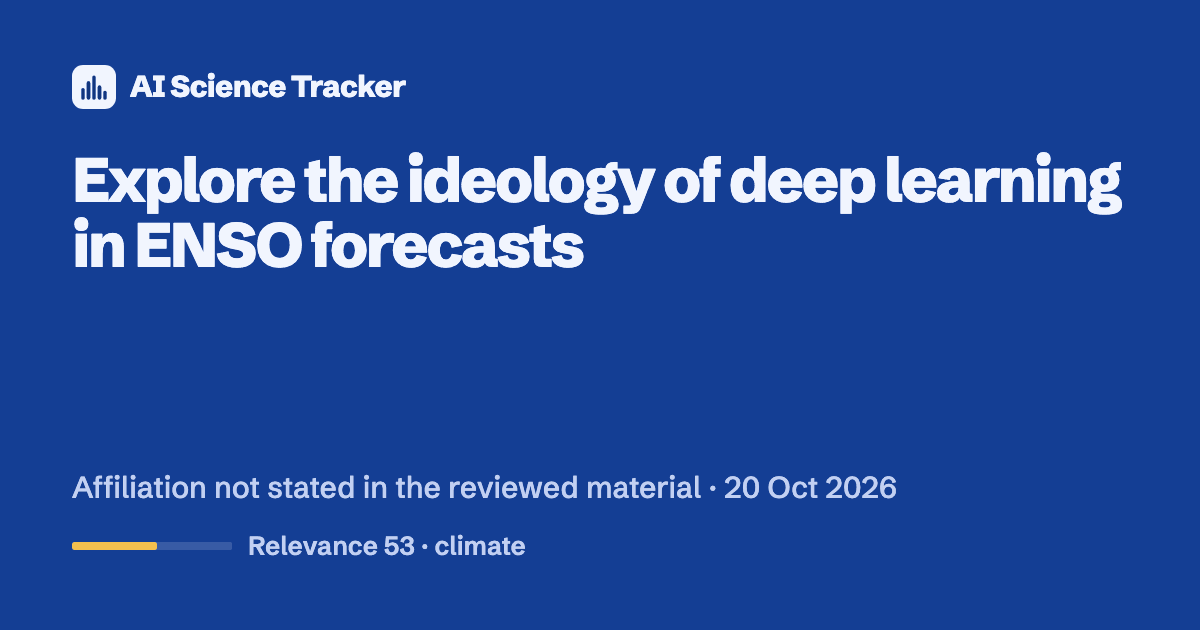 AI Science Tracker
Explore the ideology of deep learning
in ENSO forecasts
Affiliation not stated in the reviewed material · 20 Oct 2026
Relevance 53 · climate